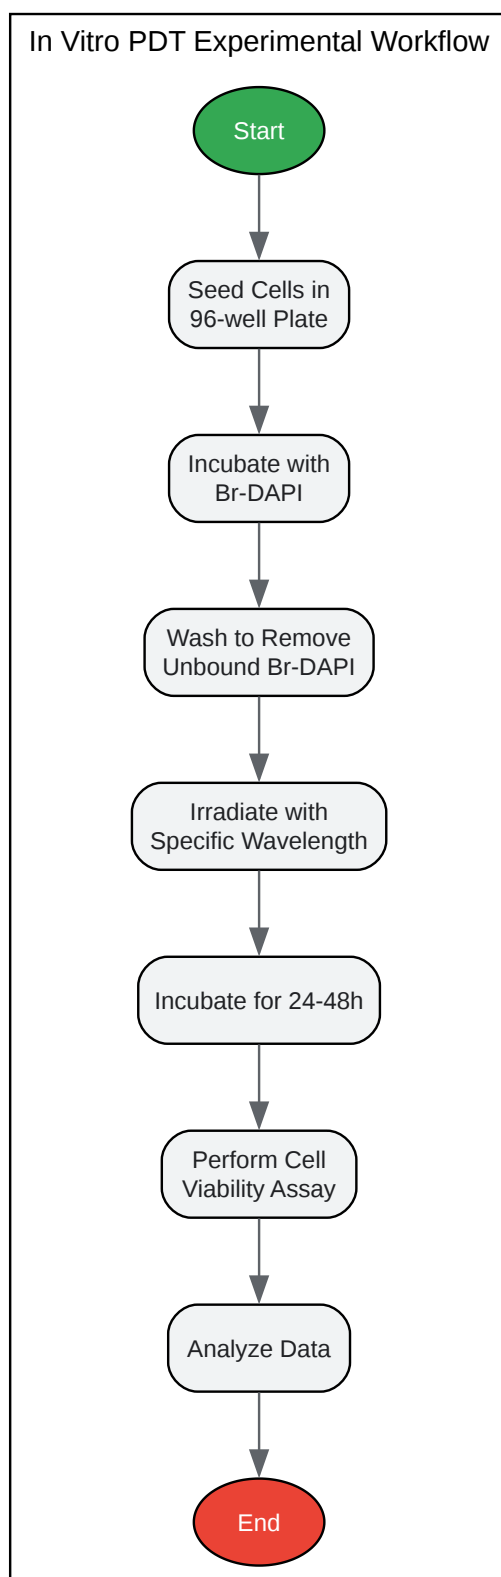 In Vitro PDT Experimental Workflow
Start
Seed Cells in
96-well Plate
Incubate with
Br-DAPI
Wash to Remove
Unbound Br-DAPI
Irradiate with
Specific Wavelength
Incubate for 24-48h
Perform Cell
Viability Assay
Analyze Data
End